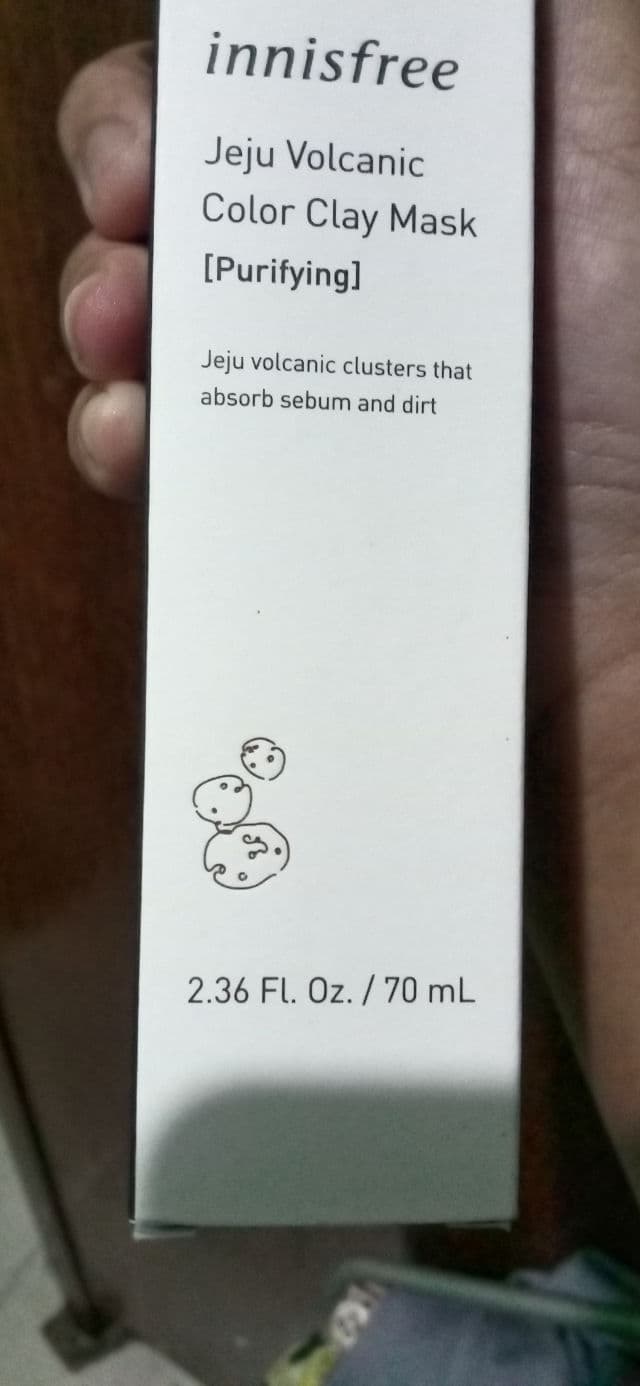 innisfree
Jeju Volcanic
Color Clay Mask
[Purifying]
Jeju volcanic clusters that
absorb sebum and dirt
2.36 Fl. Oz. / 70 mL